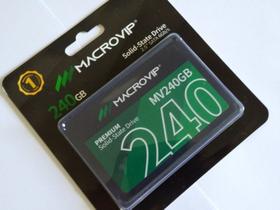 MACROVIP
Solid-State Drive
1
240GB
MACROVIP
PREMIUM
Solid-State Drive
MV240GB
240